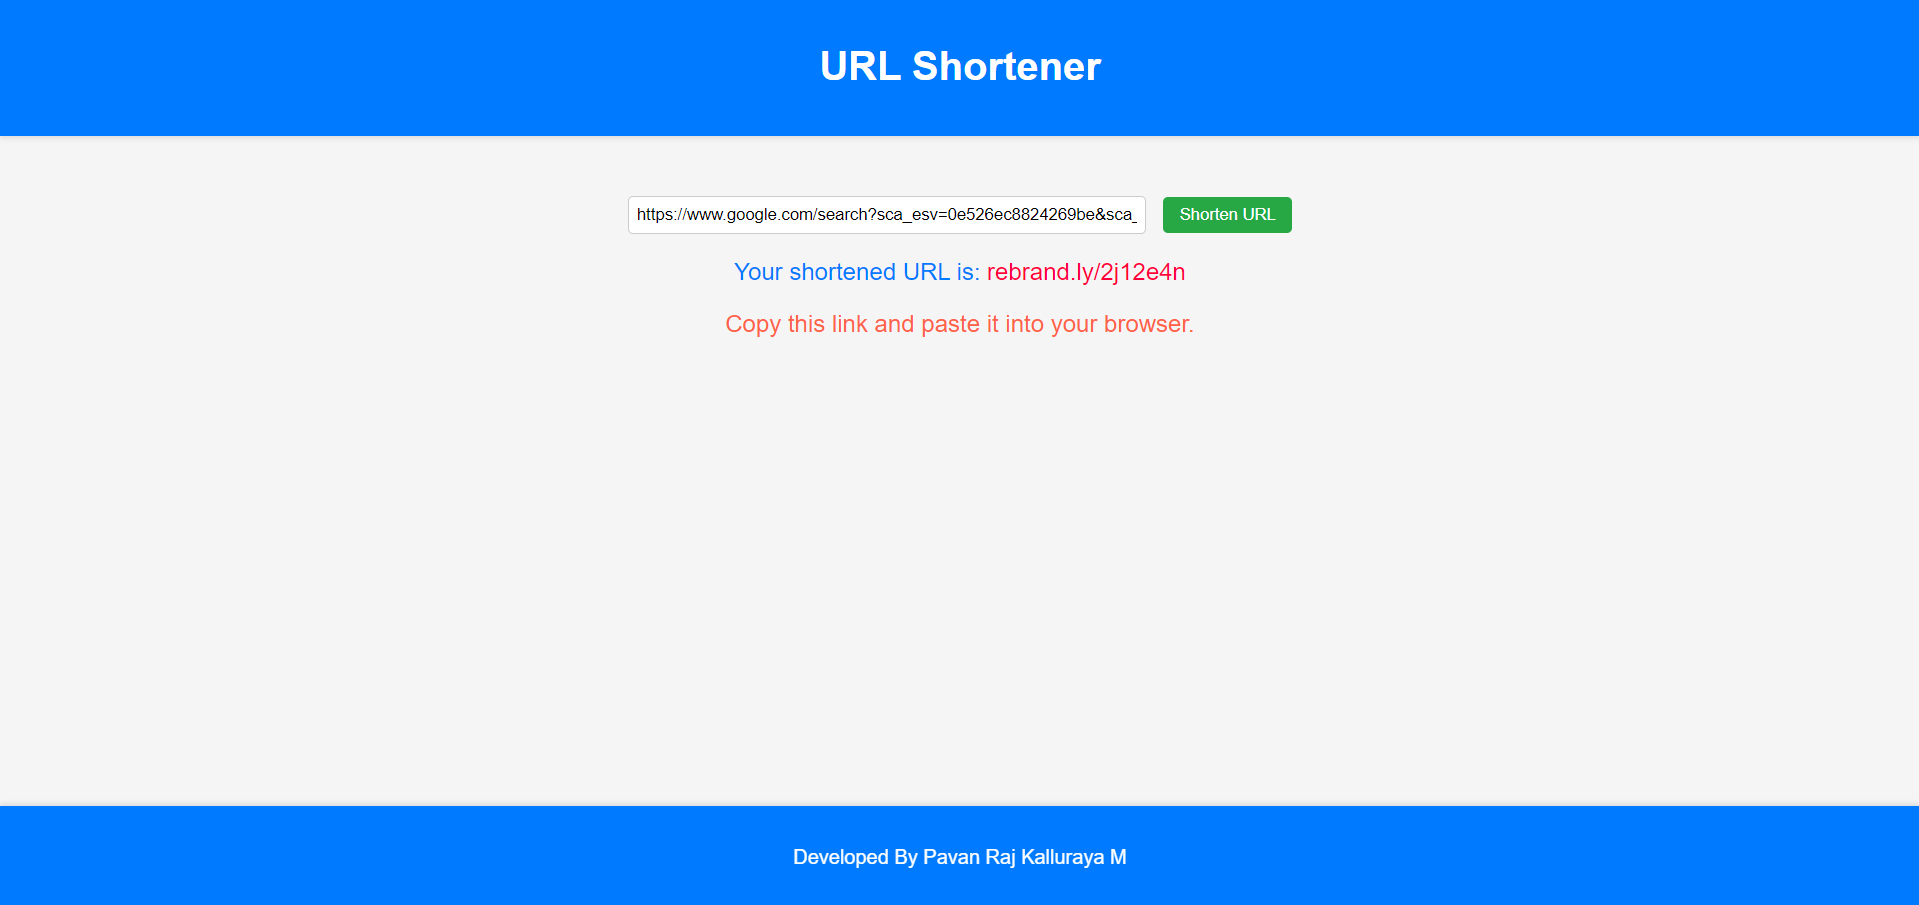 URL Shortener
https://www.google.com/search?sca_esv=0e526ec8824269be&sca_
Shorten URL
Your shortened URL is: rebrand.ly/2j12e4n
Copy this link and paste it into your browser.
Developed By Pavan Raj Kalluraya M